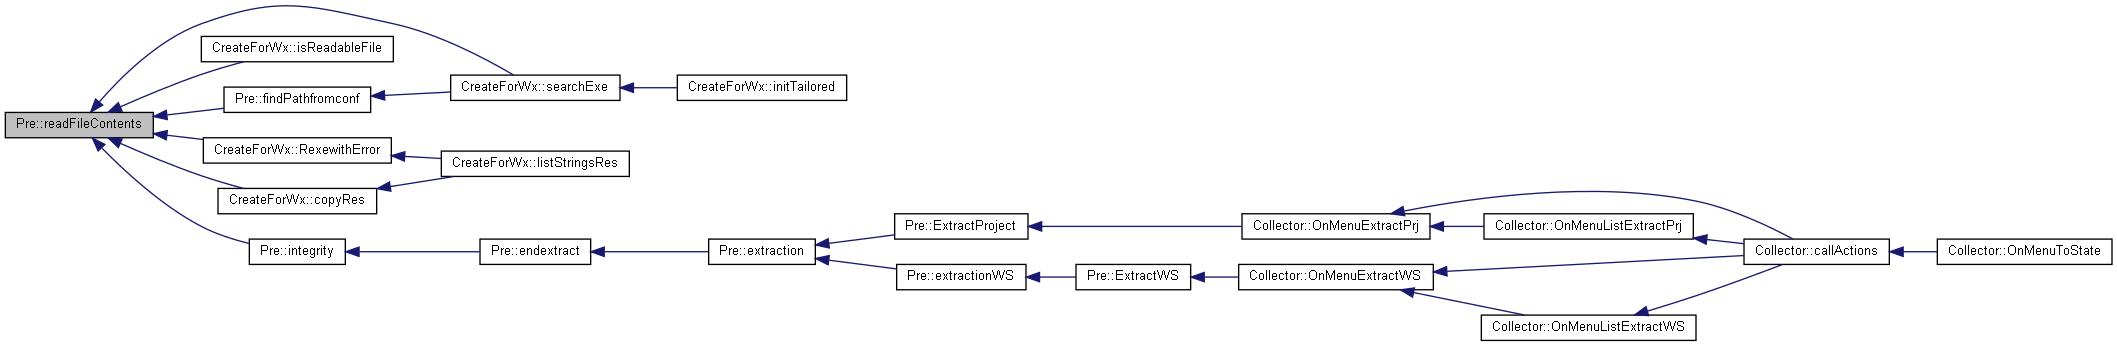 Pre::readFileContents
CreateForWx::isReadableFile
Pre::findPathfromconf
CreateForWx::RexewithError
CreateForWx::copyRes
Pre::integrity
CreateForWx::searchExe
CreateForWx::listStringsRes
Pre::endextract
CreateForWx::initTailored
Pre::extraction
Pre::ExtractProject
Pre::extractionWS
Pre::ExtractWS
Collector::OnMenuExtractPrj
Collector::OnMenuExtractWS
Collector::OnMenuListExtractPrj
Collector::OnMenuListExtractWS
Collector::callActions
Collector::OnMenuToState